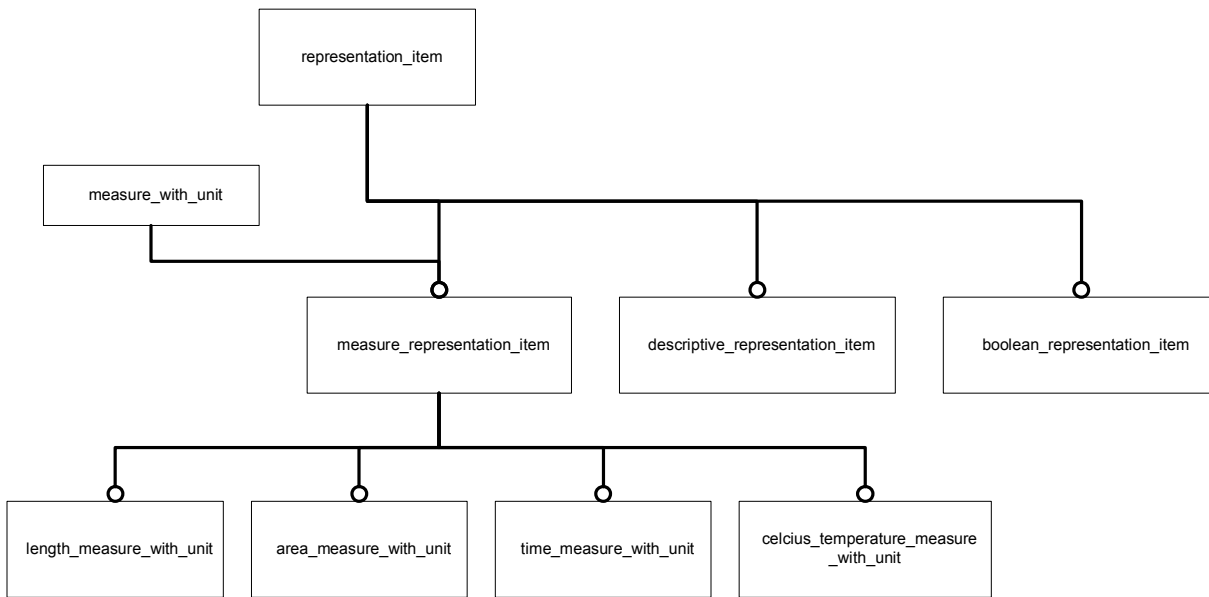 representation_item
measure_with_unit
measure_representation_item
descriptive_representation_item
boolean_representation_item
length_measure_with_unit
area_measure_with_unit
time_measure_with_unit
celcius_temperature_measure
_with_unit